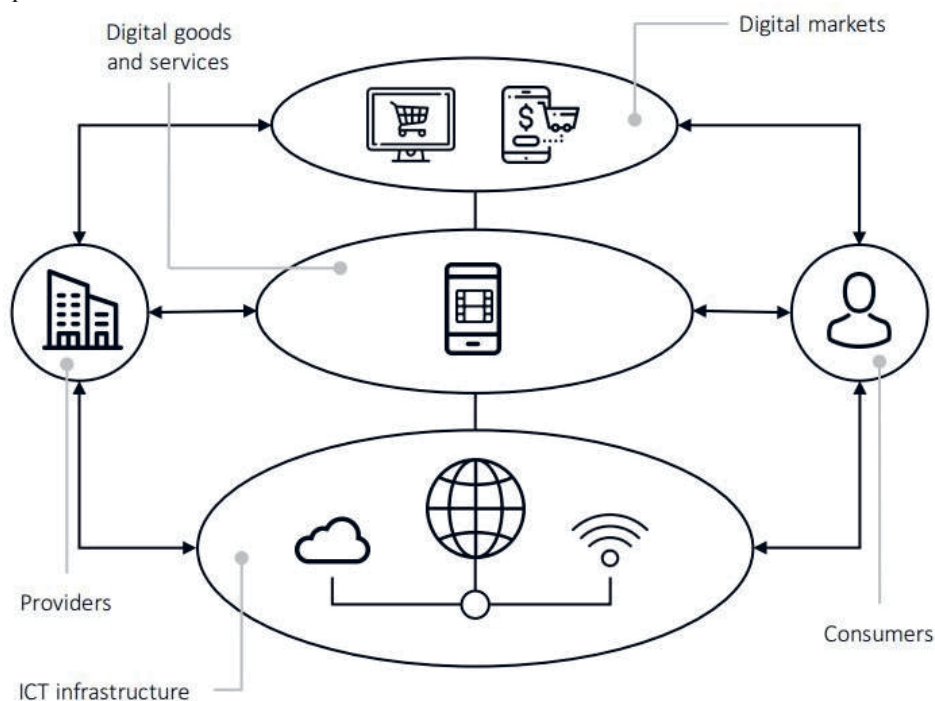 Digital goods
and services
Digital markets
$
Providers
Consumers
ICT infrastructure